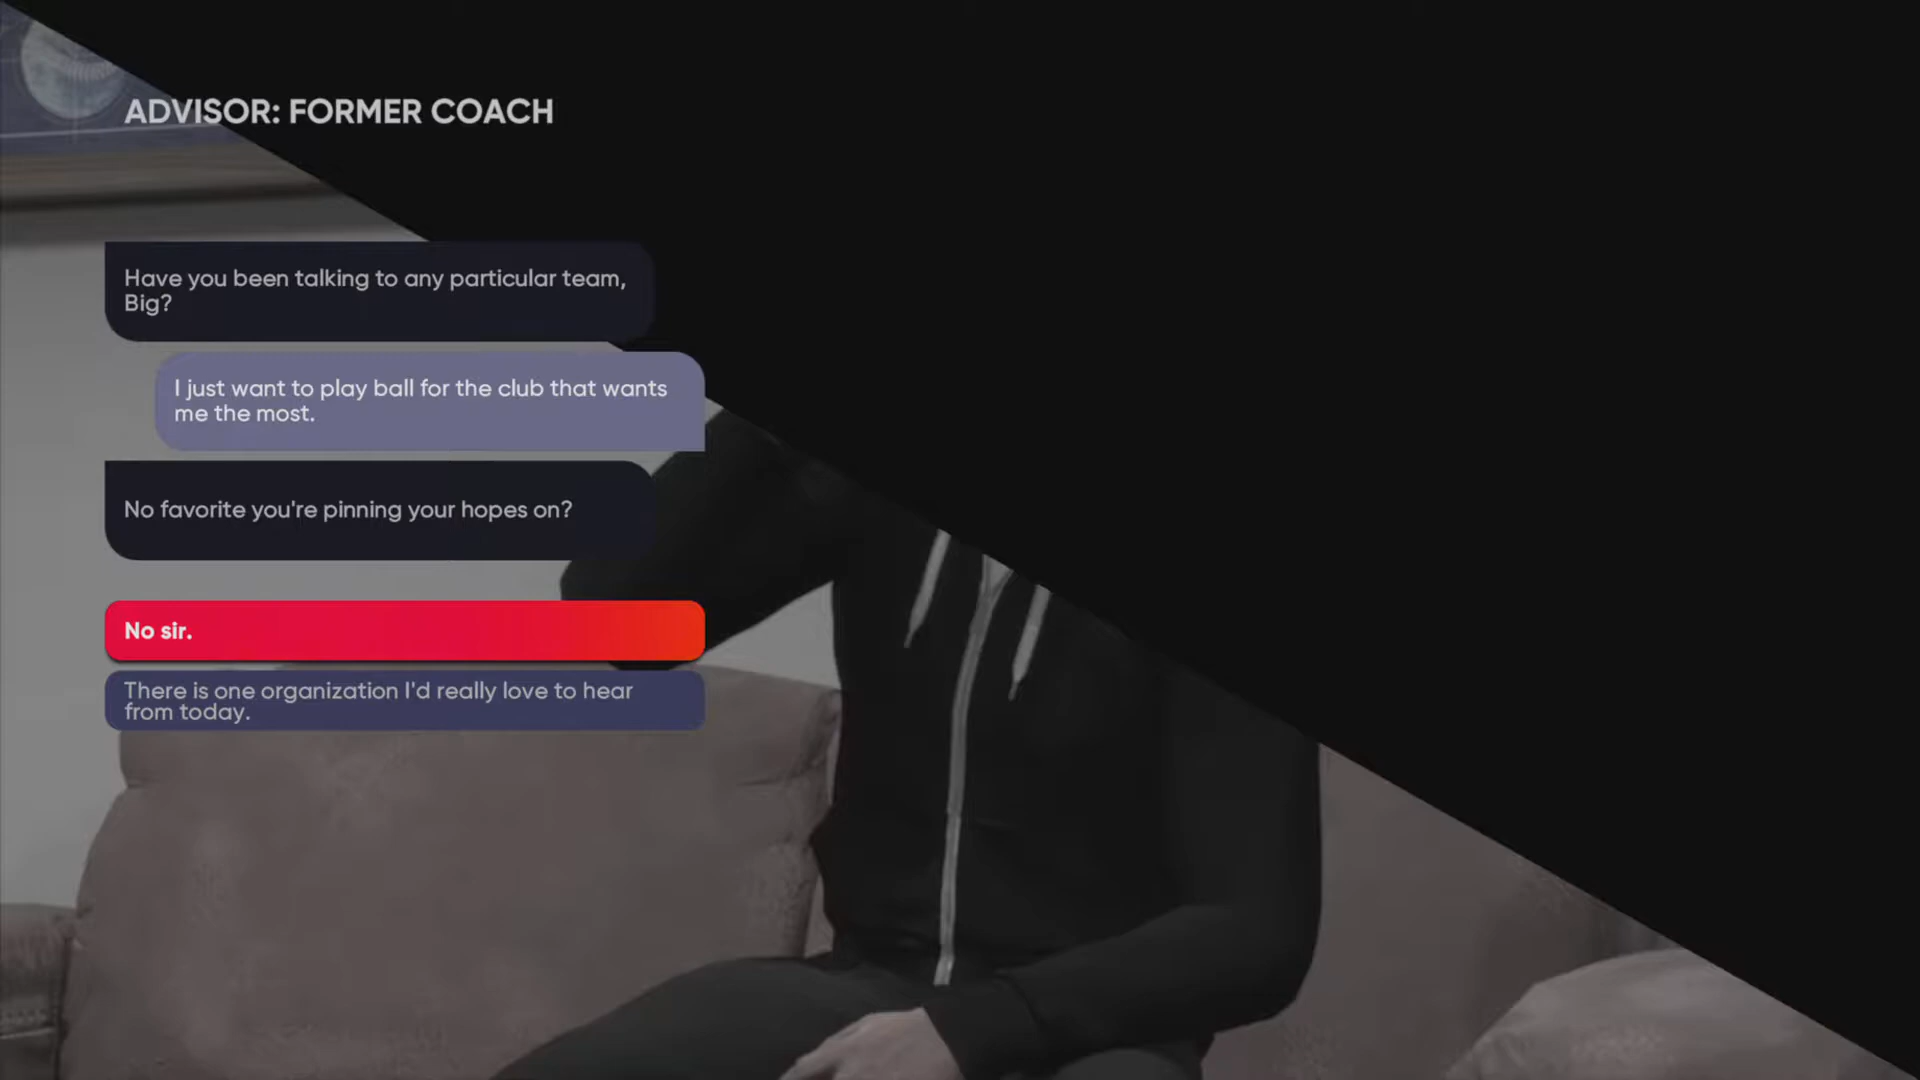 ADVISOR: FORMER COACH
Have you been talking to any particular team,
Big?
I just want to play ball for the club that wants
me the most.
No favorite you're pinning your hopes on?
No sir.
There is one organization I'd really love to hear
from today.